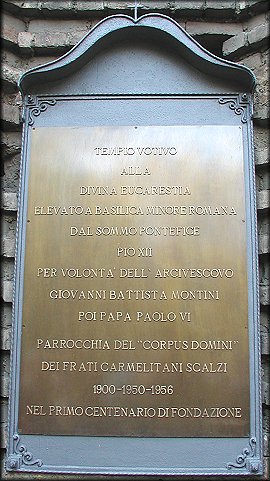 TEMPIO VOTIVO
ALLA
DIVINA EUCARESTIA
ELEVATO A BASILICA MINORE ROMANA
DAL SOMMO PONTEFICE
PIO XII
PER VOLONTA' DELL' ARCIVESCOVO
GIOVANNI BATTISTA MONTINI
POI PAPA PAOLO VI
PARROCCHIA DEL "CORPUS DOMINI"
DEI FRATI CARMELITANI SCALZI
1900-1950-1956
NEL PRIMO CENTENARIO DI FONDAZIONE